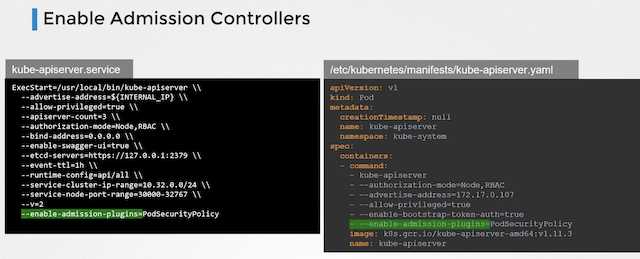 Enable Admission Controllers
kube-apiserver.service
ExecStart=/usr/local/bin/kube-apiserver \\
--advertise-address=${INTERNAL_IP} \\
--allow-privileged=true \\
--apiserver-count=3 \\
--authorization-mode=Node,RBAC \\
--bind-address=0.0.0.0 \\
--enable-swagger-ui=true \\
--etcd-servers=https://127.0.0.1:2379 \\
--event-ttl=1h \\
--runtime-config=api/all \\
--service-cluster-ip-range=10.32.0.0/24 \\
--service-node-port-range=30000-32767 \\
--v=2
--enable-admission-plugins=PodSecurityPolicy
/etc/kubernetes/manifests/kube-apiserver.yaml
apiVersion: v1
kind: Pod
metadata:
creationTimestamp: null
name: kube-apiserver
namespace: kube-system
spec:
containers:
- command:
- kube-apiserver
- --authorization-mode=Node,RBAC
- --advertise-address=172.17.0.107
- --allow-privileged=true
- --enable-bootstrap-token-auth=true
- --enable-admission-plugins=PodSecurityPolicy
image: k8s.gcr.io/kube-apiserver-amd64:v1.11.3
name: kube-apiserver